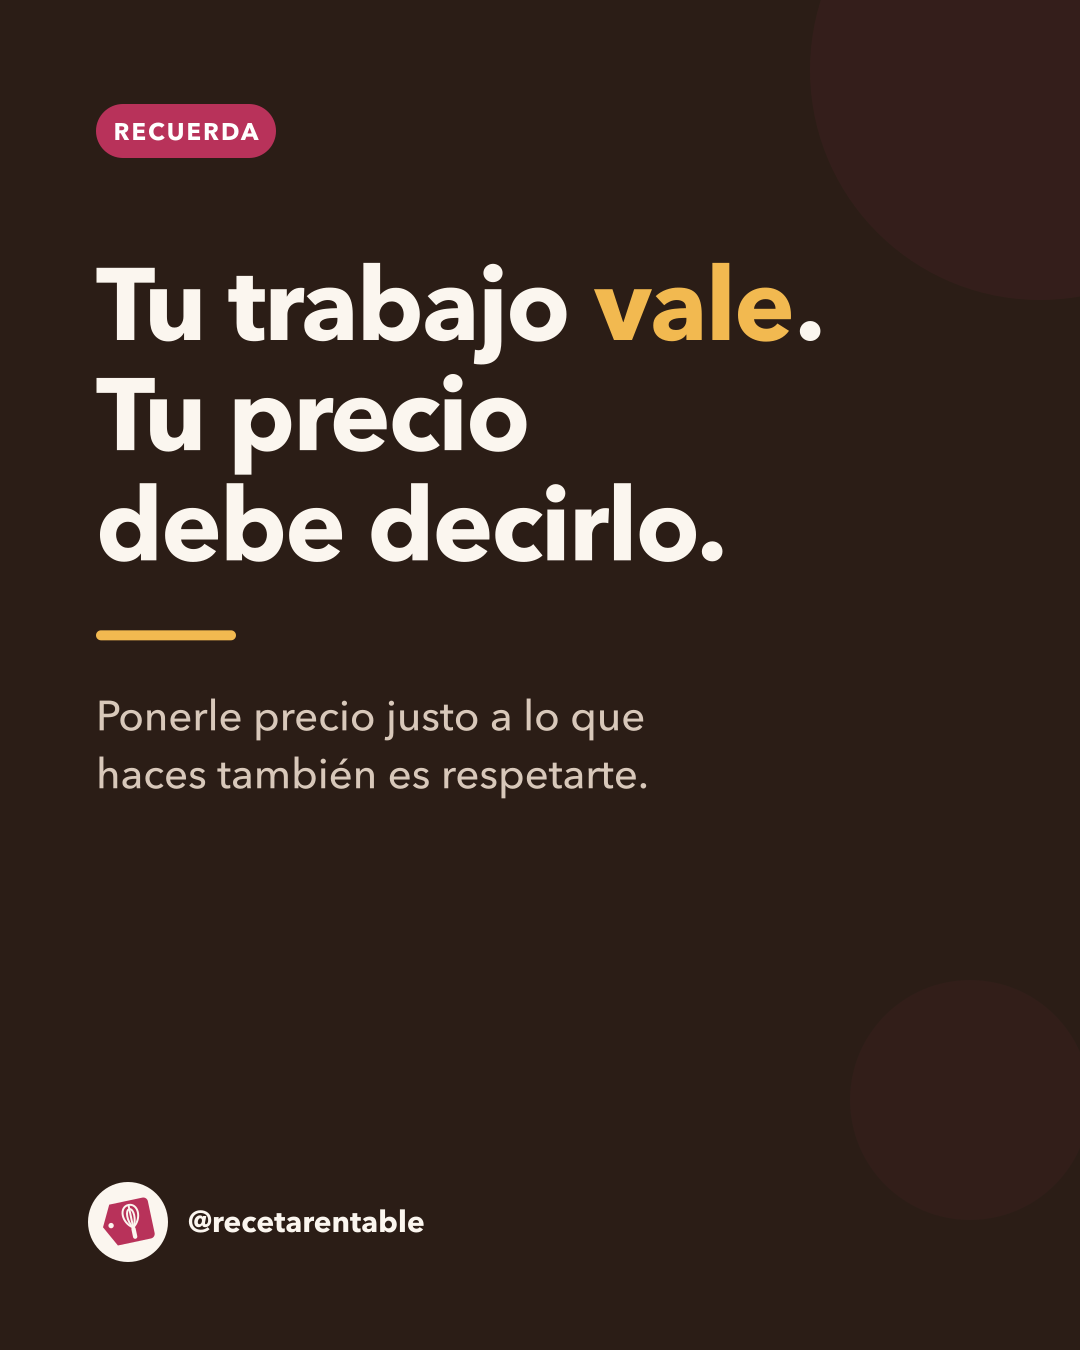 RECUERDA
Tu trabajo vale.
Tu precio
debe decirlo.
Ponerle precio justo a lo que
haces también es respetarte.
@recetarentable